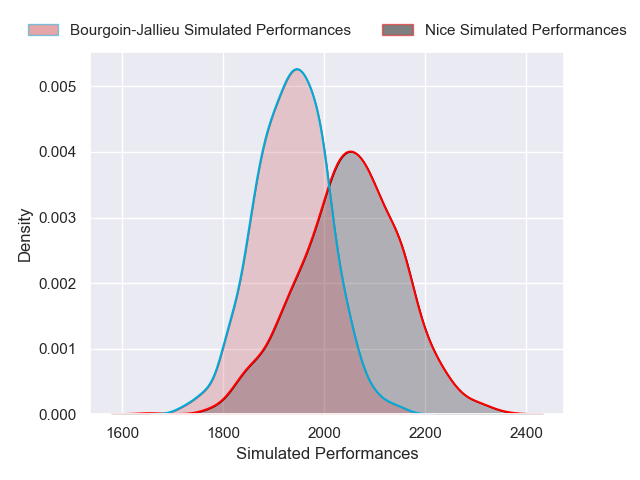 Bourgoin-Jallieu Simulated Performances Nice Simulated Performances
0.005
0.004
0.003
0.002
0.001
0.000
Density
1600 1800 2000 2200 2400
Simulated Performances